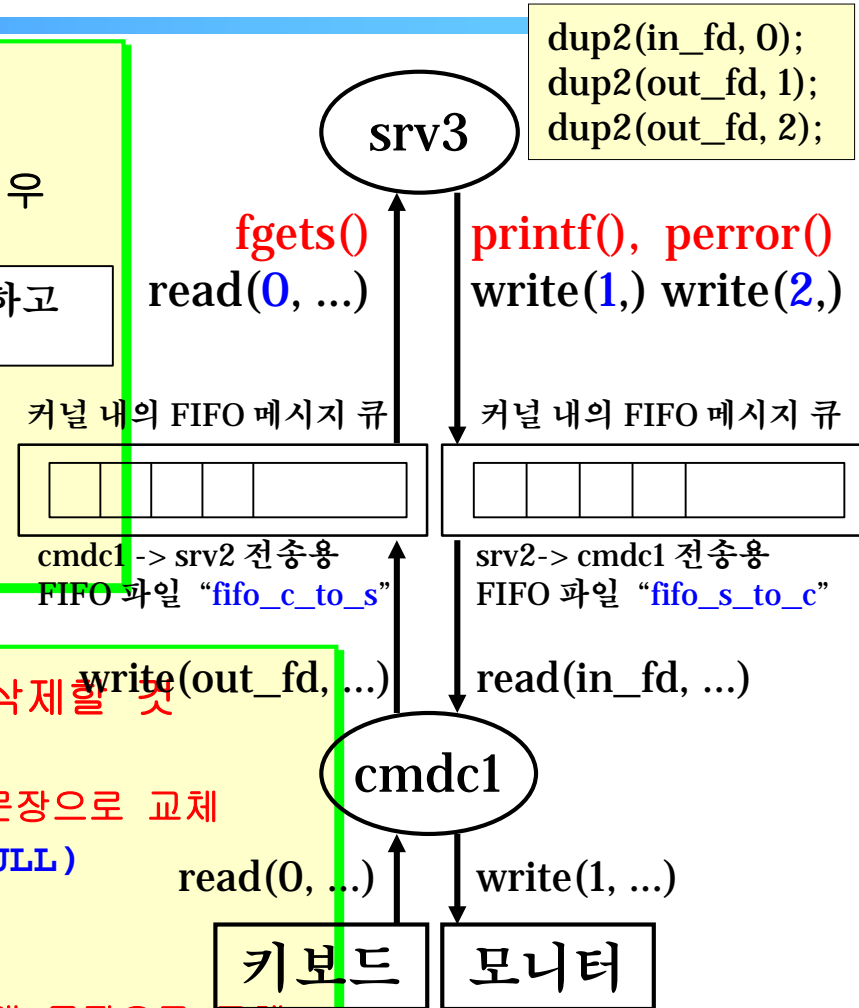 dup2(in_fd, 0);
dup2(out_fd, 1);
dup2(out_fd, 2);
srv3
우
fgets()
printf(), perror()
하고
read(0, ...)
write(1,) write(2,)
커널 내의 FIFO 메시지 큐
커널 내의 FIFO 메시지 큐
cmdc1 -> srv2 전송용
FIFO 파일 “fifo_c_to_s”
srv2-> cmdc1 전송용
FIFO 파일 “fifo_s_to_c”
삭제할 것
write(out_fd, ...)
read(in_fd, ...)
cmdc1
문장으로 교체
ULL)
read(0, ...)
write(1, ...)
키보드
모니터